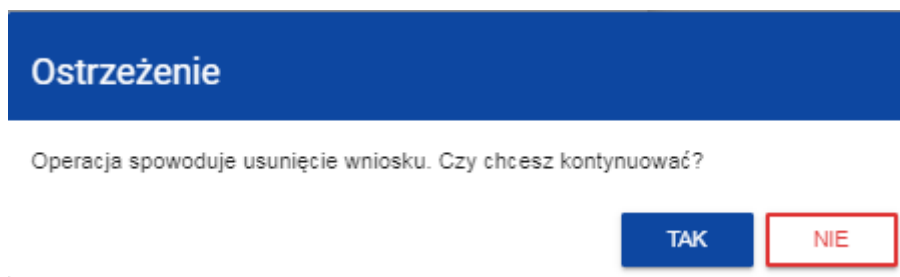 Ostrzeżenie
Operacja spowoduje usunięcie wniosku. Czy chcesz kontynuować?
TAK NIE